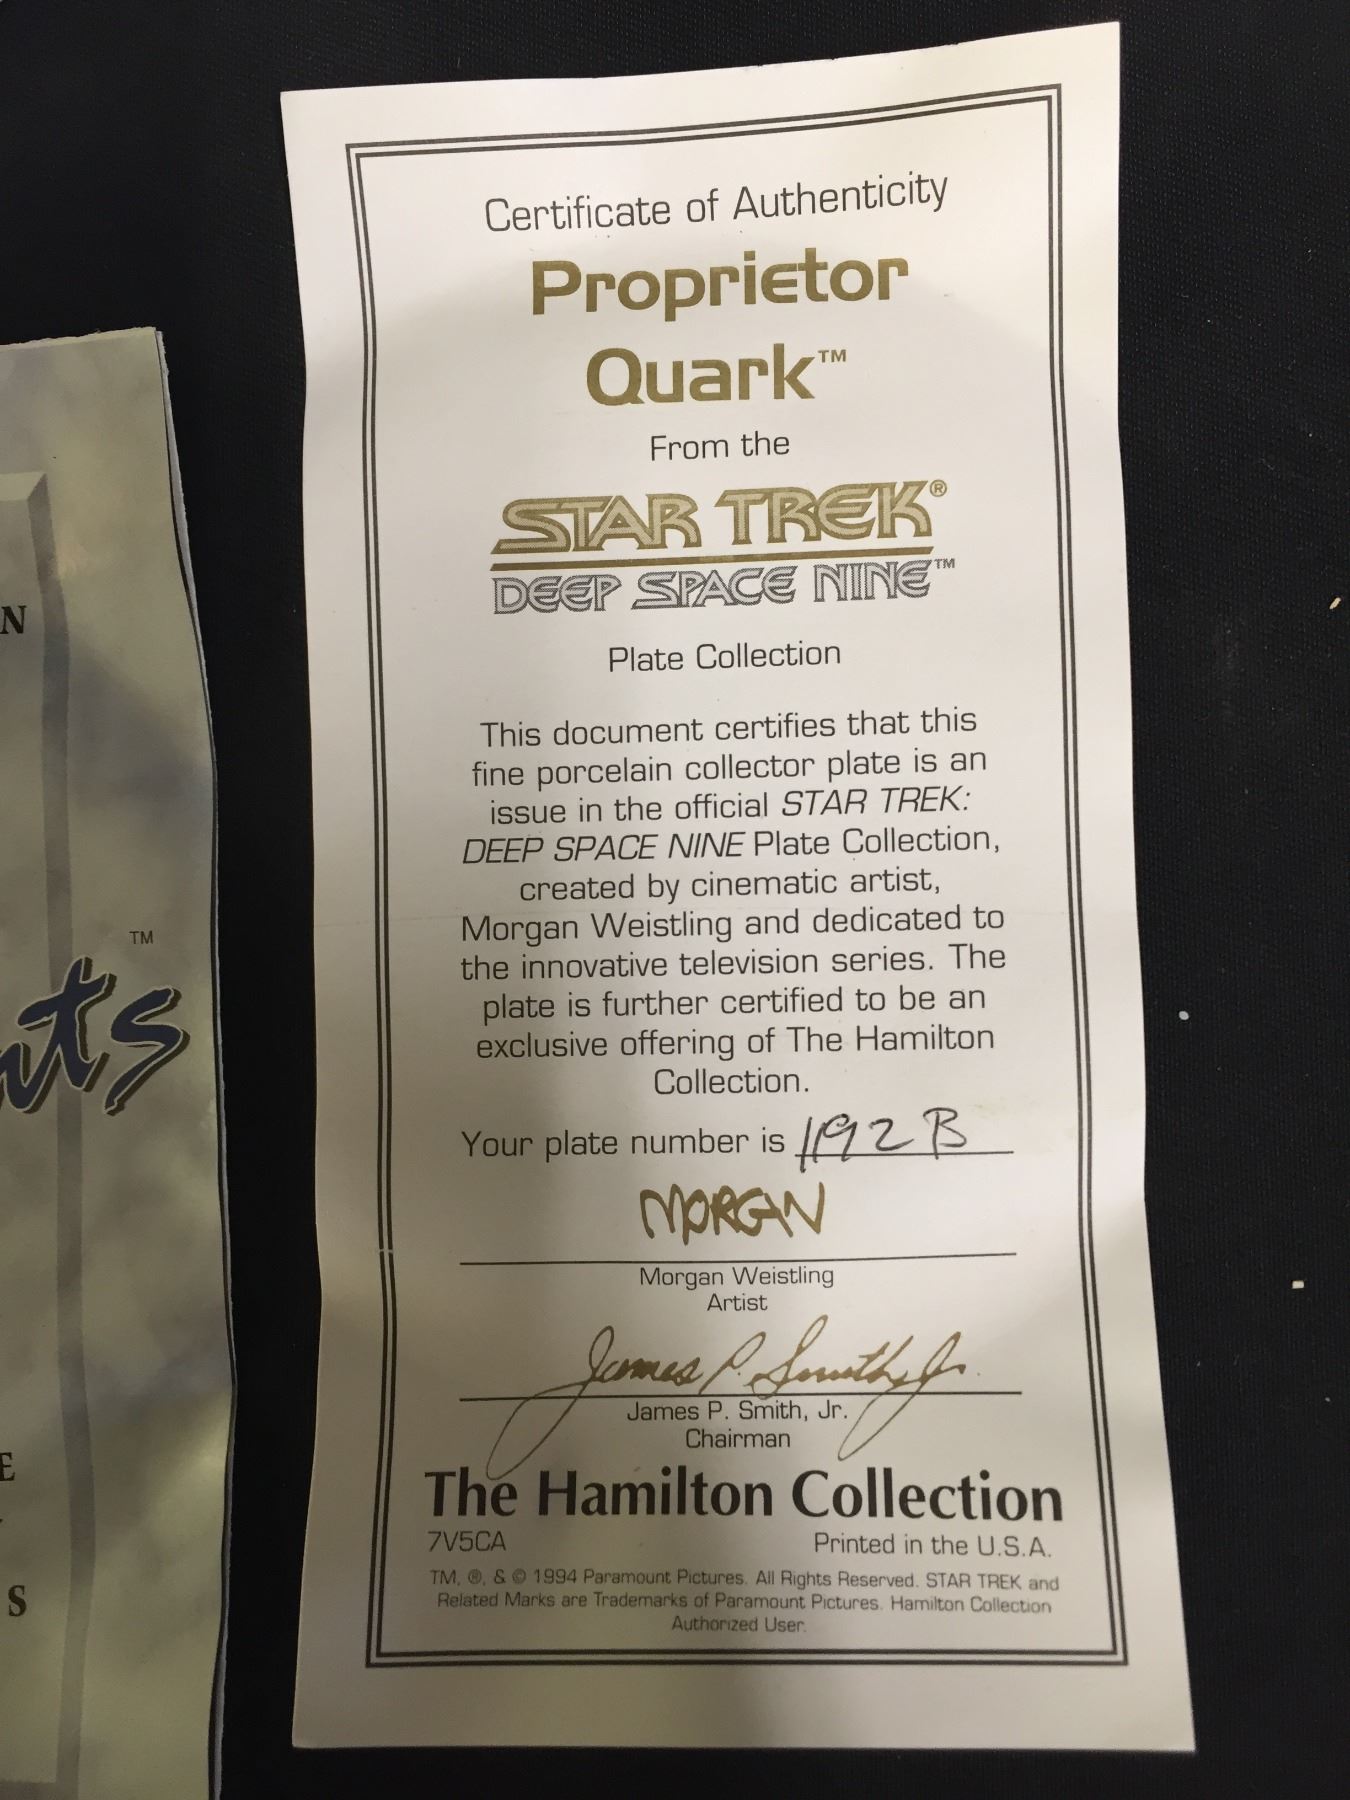 Certificate of Authenticity
Proprietor
Quark™
From the
STAR TREK®
DEEP SPACE NINE™
Plate Collection
This document certifies that this
fine porcelain collector plate is an
issue in the official STAR TREK:
DEEP SPACE NINE Plate Collection,
created by cinematic artist,
Morgan Weistling and dedicated to
the innovative television series. The
plate is further certified to be an
exclusive offering of The Hamilton
Collection.
Your plate number is 1192 B
MORGAN
Morgan Weistling
Artist
James P. Smith, Jr.
James P. Smith, Jr.
Chairman
The Hamilton Collection
7V5CA Printed in the U.S.A.
TM, ®, & © 1994 Paramount Pictures. All Rights Reserved. STAR TREK and
Related Marks are Trademarks of Paramount Pictures. Hamilton Collection
Authorized User.
N
TM
ts
E
S